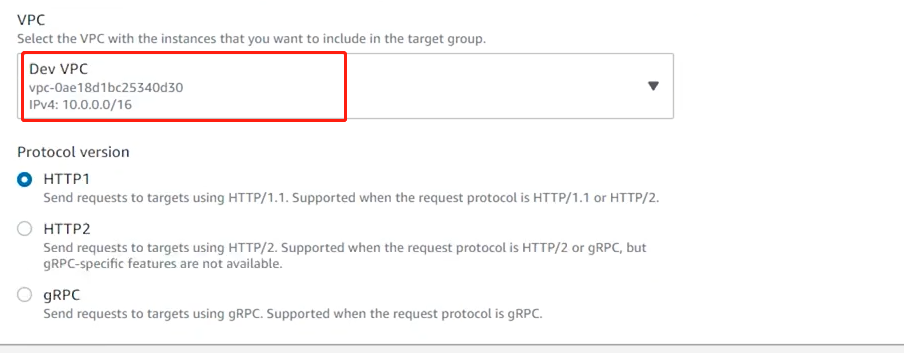 VPC
Select the VPC with the instances that you want to include in the target group.
Dev VPC
vpc-0ae18d1bc25340d30
IPv4: 10.0.0.0/16
Protocol version
HTTP1
Send requests to targets using HTTP/1.1. Supported when the request protocol is HTTP/1.1 or HTTP/2.
HTTP2
Send requests to targets using HTTP/2. Supported when the request protocol is HTTP/2 or gRPC, but
gRPC-specific features are not available.
gRPC
Send requests to targets using gRPC. Supported when the request protocol is gRPC.